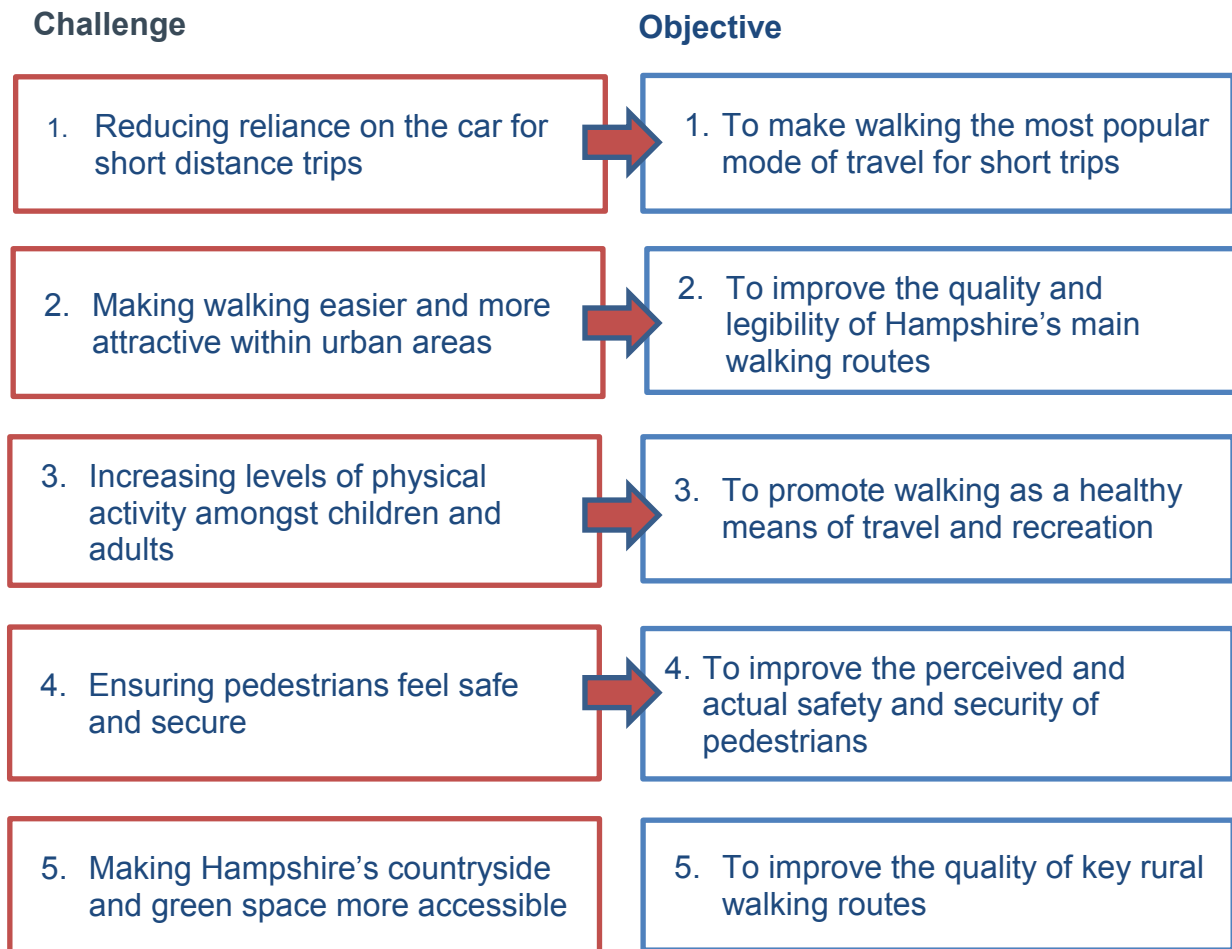 Challenge
Objective
1. Reducing reliance on the car for
short distance trips
1. To make walking the most popular
mode of travel for short trips
2. Making walking easier and more
attractive within urban areas
2. To improve the quality and
legibility of Hampshire’s main
walking routes
3. Increasing levels of physical
activity amongst children and
adults
3. To promote walking as a healthy
means of travel and recreation
4. Ensuring pedestrians feel safe
and secure
4. To improve the perceived and
actual safety and security of
pedestrians
5. Making Hampshire’s countryside
and green space more accessible
5. To improve the quality of key rural
walking routes